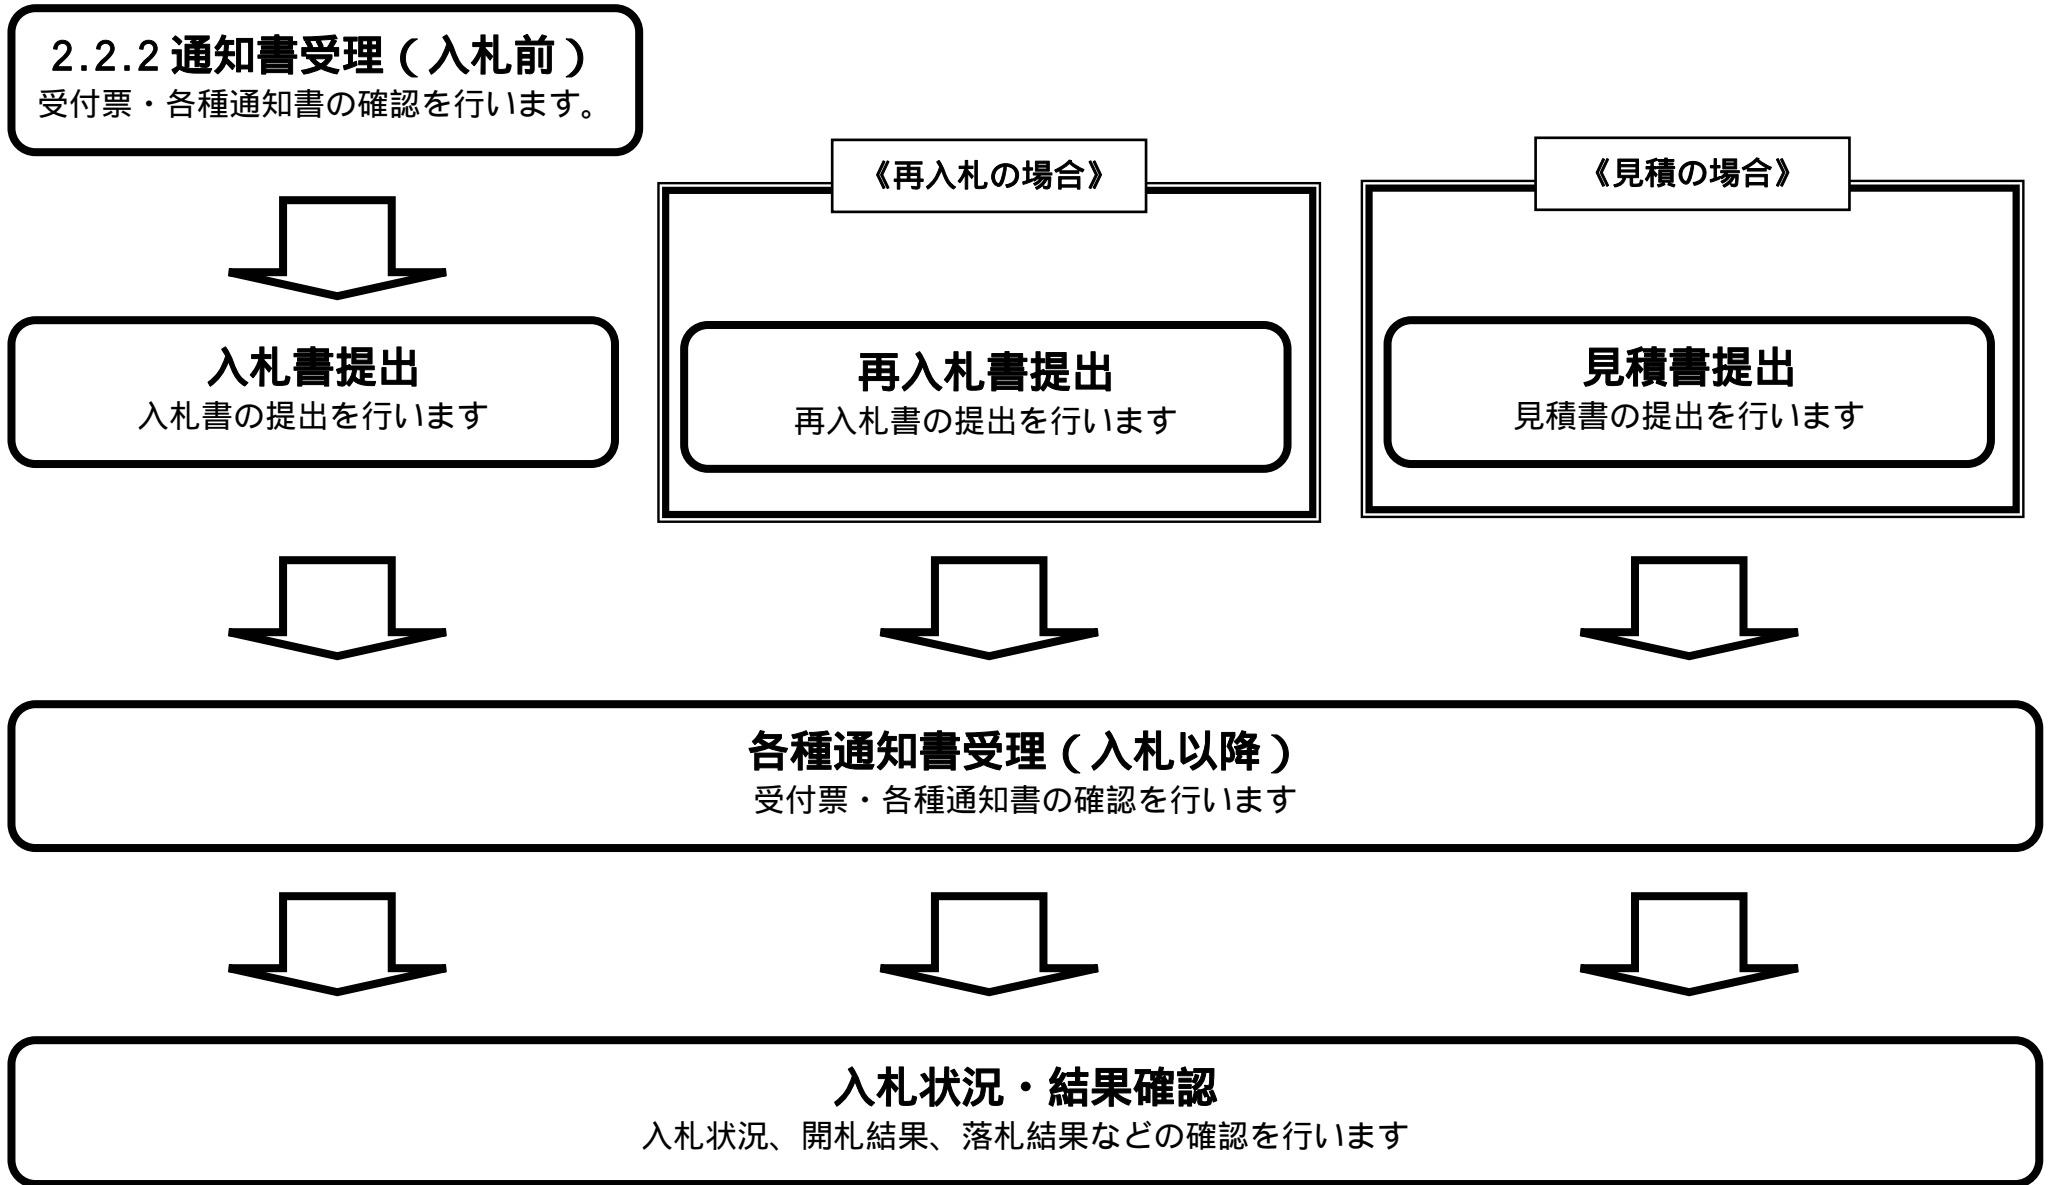 2.2.2 通知書受理（入札前）
受付票・各種通知書の確認を行います。
入札書提出
入札書の提出を行います
《再入札の場合》
再入札書提出
再入札書の提出を行います
《見積の場合》
見積書提出
見積書の提出を行います
各種通知書受理（入札以降）
受付票・各種通知書の確認を行います
入札状況・結果確認
入札状況、開札結果、落札結果などの確認を行います